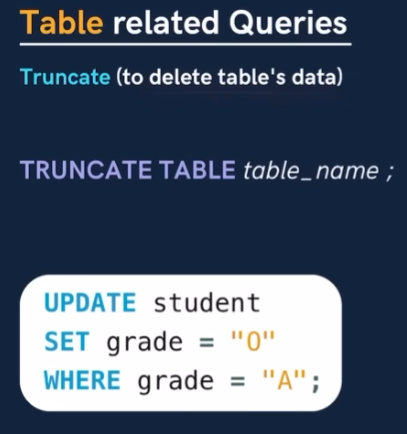 Table related Queries
Truncate (to delete table's data)
TRUNCATE TABLE table_name ;
UPDATE student
SET grade = "O"
WHERE grade = "A";